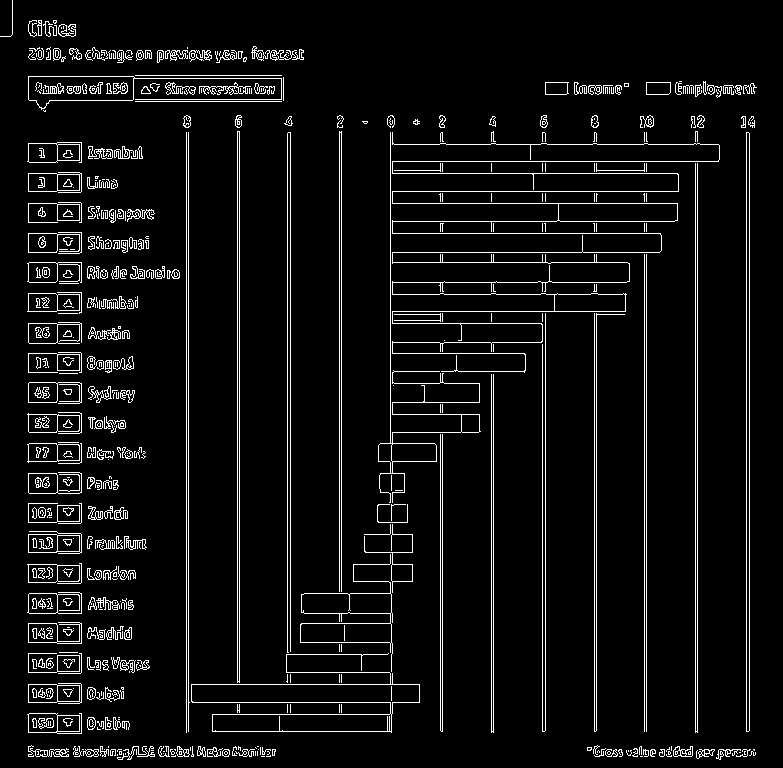 Cities
2010, % change on previous year, forecast
Rank out of 150 Since recession low
Income* Employment
8 6 4 2 - 0 + 2 4 6 8 10 12 14
1 Istanbul
3 Lima
4 Singapore
6 Shanghai
10 Rio de Janeiro
12 Mumbai
26 Austin
31 Bogotá
45 Sydney
52 Tokyo
77 New York
96 Paris
101 Zurich
113 Frankfurt
123 London
141 Athens
142 Madrid
146 Las Vegas
149 Dubai
150 Dublin
Source: Brookings/LSE Global Metro Monitor
*Gross value added per person